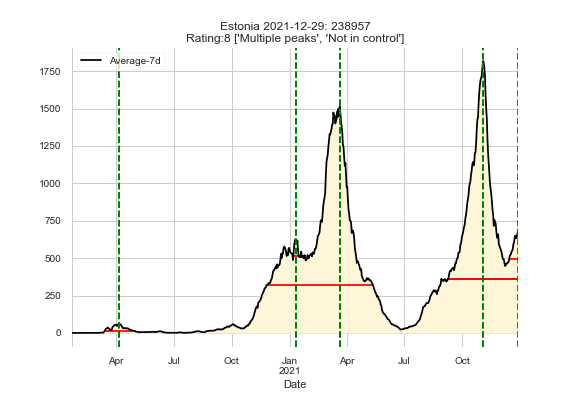 Estonia 2021-12-29: 238957
Rating:8 ['Multiple peaks', 'Not in control']
Average-7d
1750
1500
1250
1000
750
500
250
0
Apr Jul Oct Jan Apr Jul Oct
2021
Date